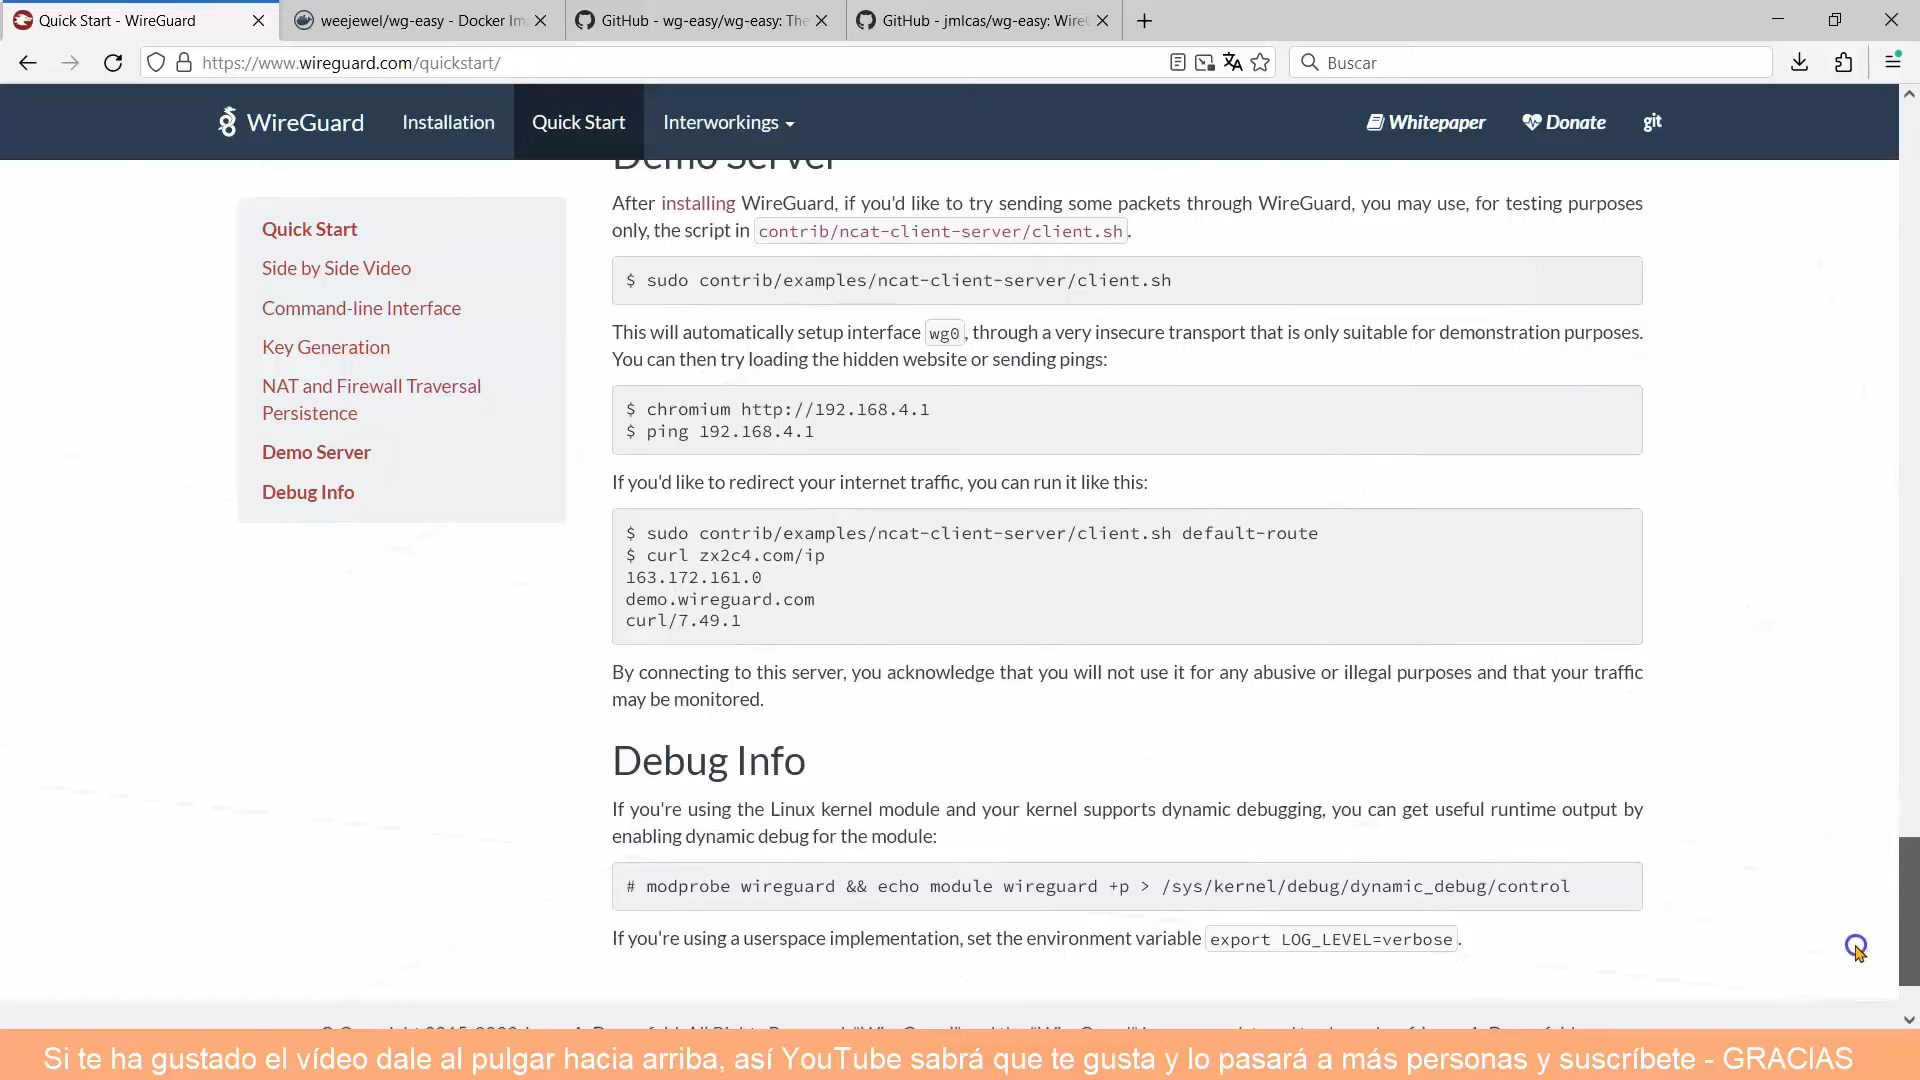 Quick Start - WireGuard
weejewel/wg-easy - Docker Im
GitHub - wg-easy/wg-easy: The
GitHub - jmlcas/wg-easy: Wire
https://www.wireguard.com/quickstart/
Buscar
WireGuard
Installation
Quick Start
Interworkings
Whitepaper
Donate
git
Quick Start
Side by Side Video
Command-line Interface
Key Generation
NAT and Firewall Traversal
Persistence
Demo Server
Debug Info
Demo Server
After installing WireGuard, if you'd like to try sending some packets through WireGuard, you may use, for testing purposes
only, the script in contrib/ncat-client-server/client.sh.
$ sudo contrib/examples/ncat-client-server/client.sh
This will automatically setup interface wg0, through a very insecure transport that is only suitable for demonstration purposes.
You can then try loading the hidden website or sending pings:
$ chromium http://192.168.4.1
$ ping 192.168.4.1
If you'd like to redirect your internet traffic, you can run it like this:
$ sudo contrib/examples/ncat-client-server/client.sh default-route
$ curl zx2c4.com/ip
163.172.161.0
demo.wireguard.com
curl/7.49.1
By connecting to this server, you acknowledge that you will not use it for any abusive or illegal purposes and that your traffic
may be monitored.
Debug Info
If you're using the Linux kernel module and your kernel supports dynamic debugging, you can get useful runtime output by
enabling dynamic debug for the module:
# modprobe wireguard && echo module wireguard +p > /sys/kernel/debug/dynamic_debug/control
If you're using a userspace implementation, set the environment variable export LOG_LEVEL=verbose.
Si te ha gustado el vídeo dale al pulgar hacia arriba, así YouTube sabrá que te gusta y lo pasará a más personas y suscríbete - GRACIAS